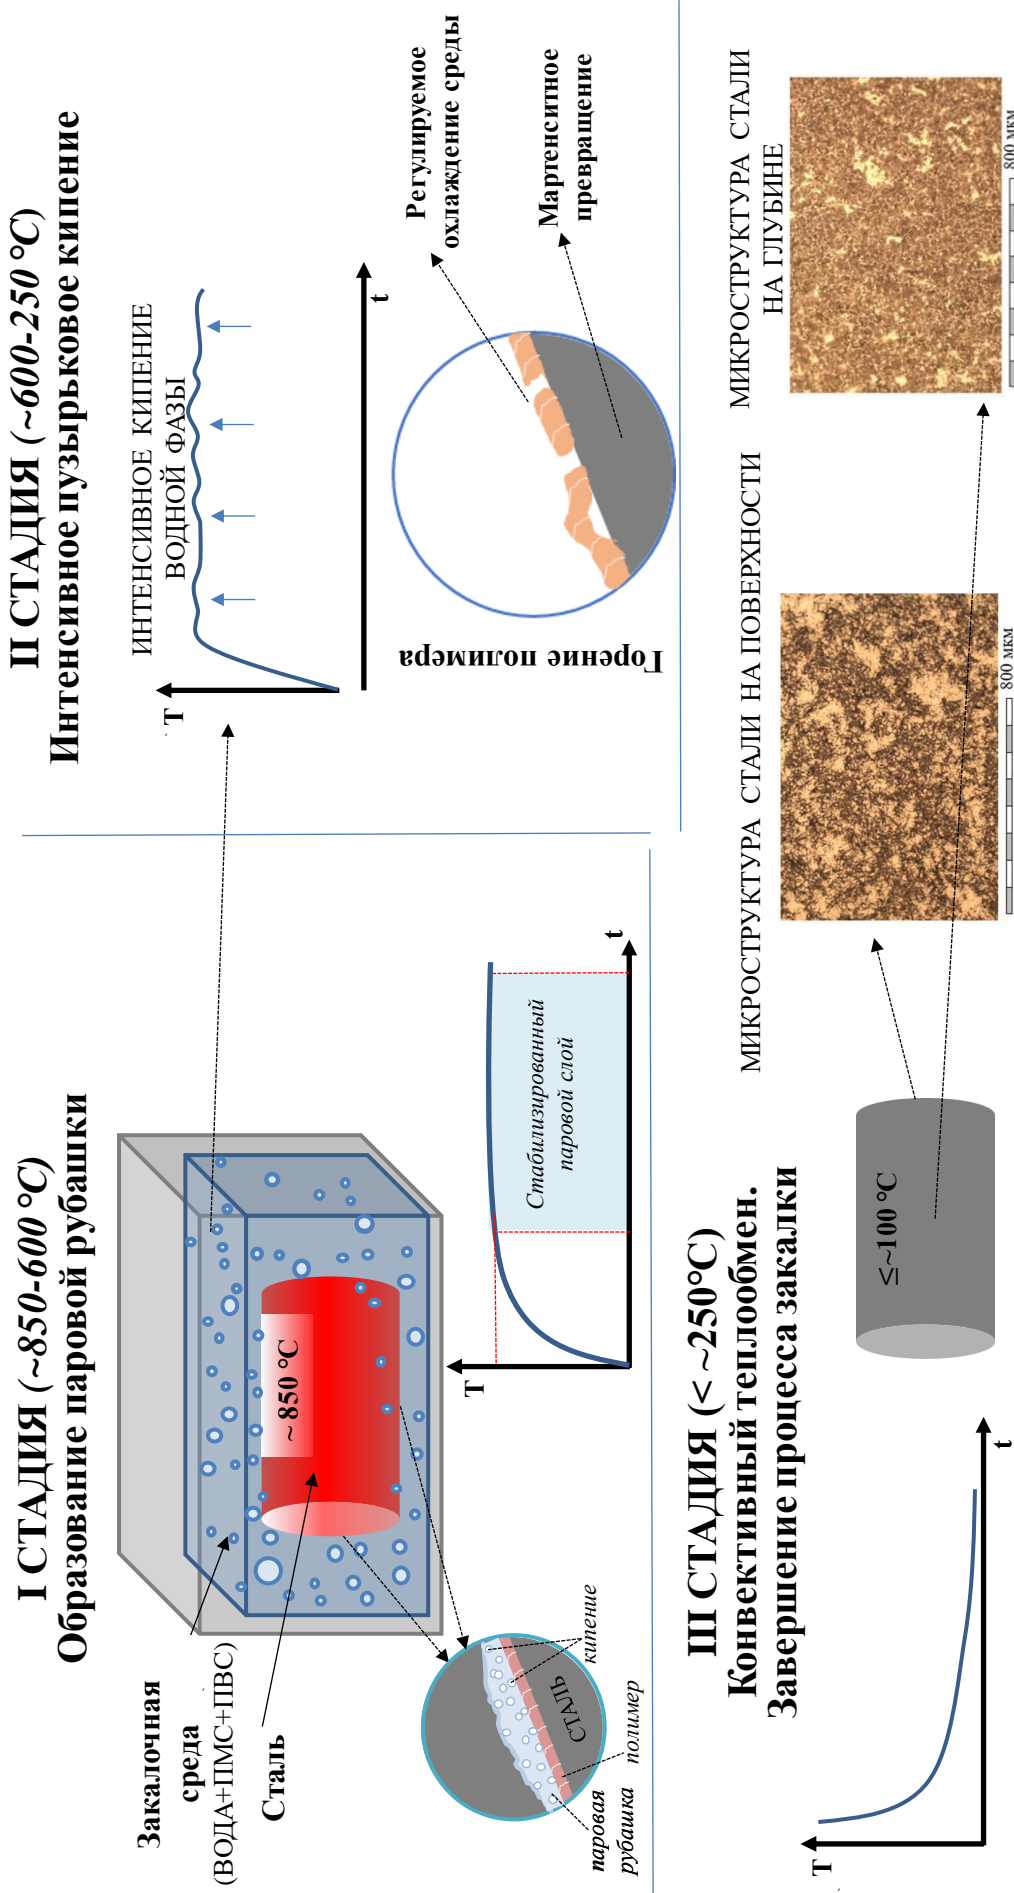 I СТАДИЯ (~850-600 °С)
Образование паровой рубашки
Закалочная
среда
(ВОДА+ПМС+ПВС)
Сталь
~ 850 °С
кипение
СТАЛЬ
полимер
паровая
рубашка
T
Стабилизированный
паровой слой
t
II СТАДИЯ (~600-250 °С)
Интенсивное пузырьковое кипение
ИНТЕНСИВНОЕ КИПЕНИЕ
ВОДНОЙ ФАЗЫ
T
t
Горение полимера
Регулируемое
охлаждение среды
Мартенситное
превращение
III СТАДИЯ (< ~250°С)
Конвективный теплообмен.
Завершение процесса закалки
T
t
≤~100 °С
МИКРОСТРУКТУРА СТАЛИ НА ПОВЕРХНОСТИ
800 мкм
МИКРОСТРУКТУРА СТАЛИ
НА ГЛУБИНЕ
800 мкм